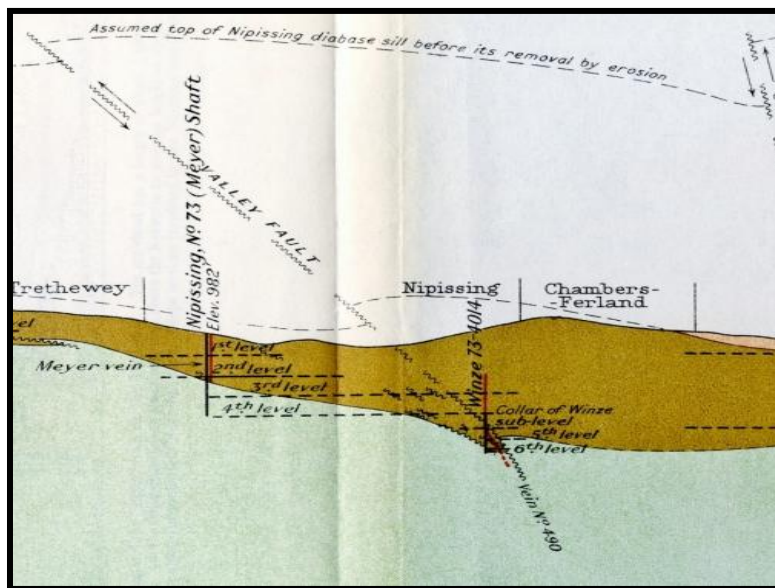 Assumed top of Nipissing diabase sill before its removal by erosion
VALLEY FAULT
Nipissing, Nº 73 (Meyer) Shaft
Elev. 982'
Trethewey
Nipissing
Chambers-
-Ferland
1st level
Meyer vein
2nd level
3rd level
4th level
Winze 73-4014
Collar of Winze
sub-level
5th level
6th level
Vein Nº 490